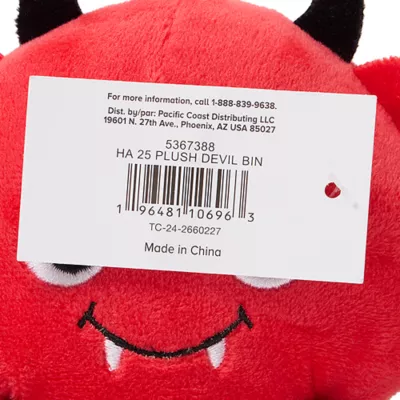 For more information, call 1-888-839-9638.
Dist. by/par: Pacific Coast Distributing LLC
19601 N. 27th Ave., Phoenix, AZ USA 85027
5367388
HA 25 PLUSH DEVIL BIN
1 96481 10696 3
TC-24-2660227
Made in China